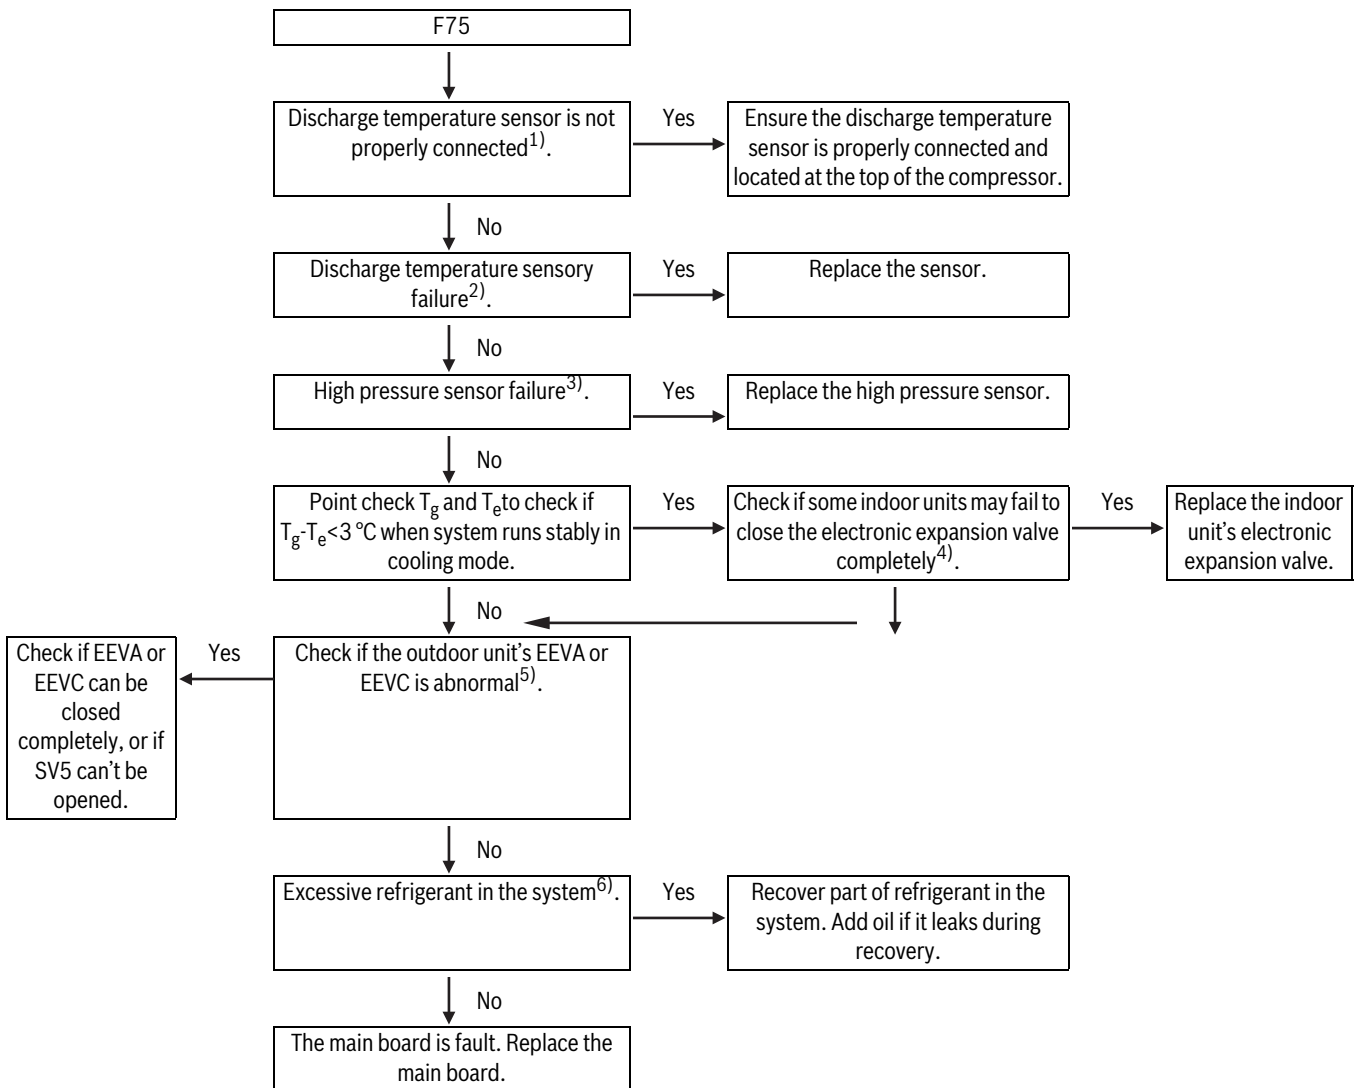 F75
Discharge temperature sensor is not
properly connected1).
Yes
Ensure the discharge temperature
sensor is properly connected and
located at the top of the compressor.
No
Discharge temperature sensory
failure2).
Yes
Replace the sensor.
No
High pressure sensor failure3).
Yes
Replace the high pressure sensor.
No
Point check Tg and Teto check if
Tg-Te<3 °C when system runs stably in
cooling mode.
Yes
Check if some indoor units may fail to
close the electronic expansion valve
completely4).
Yes
Replace the indoor
unit's electronic
expansion valve.
No
Check if the outdoor unit's EEVA or
EEVC is abnormal5).
Yes
Check if EEVA or
EEVC can be
closed
completely, or if
SV5 can't be
opened.
No
Excessive refrigerant in the system6).
Yes
Recover part of refrigerant in the
system. Add oil if it leaks during
recovery.
No
The main board is fault. Replace the
main board.